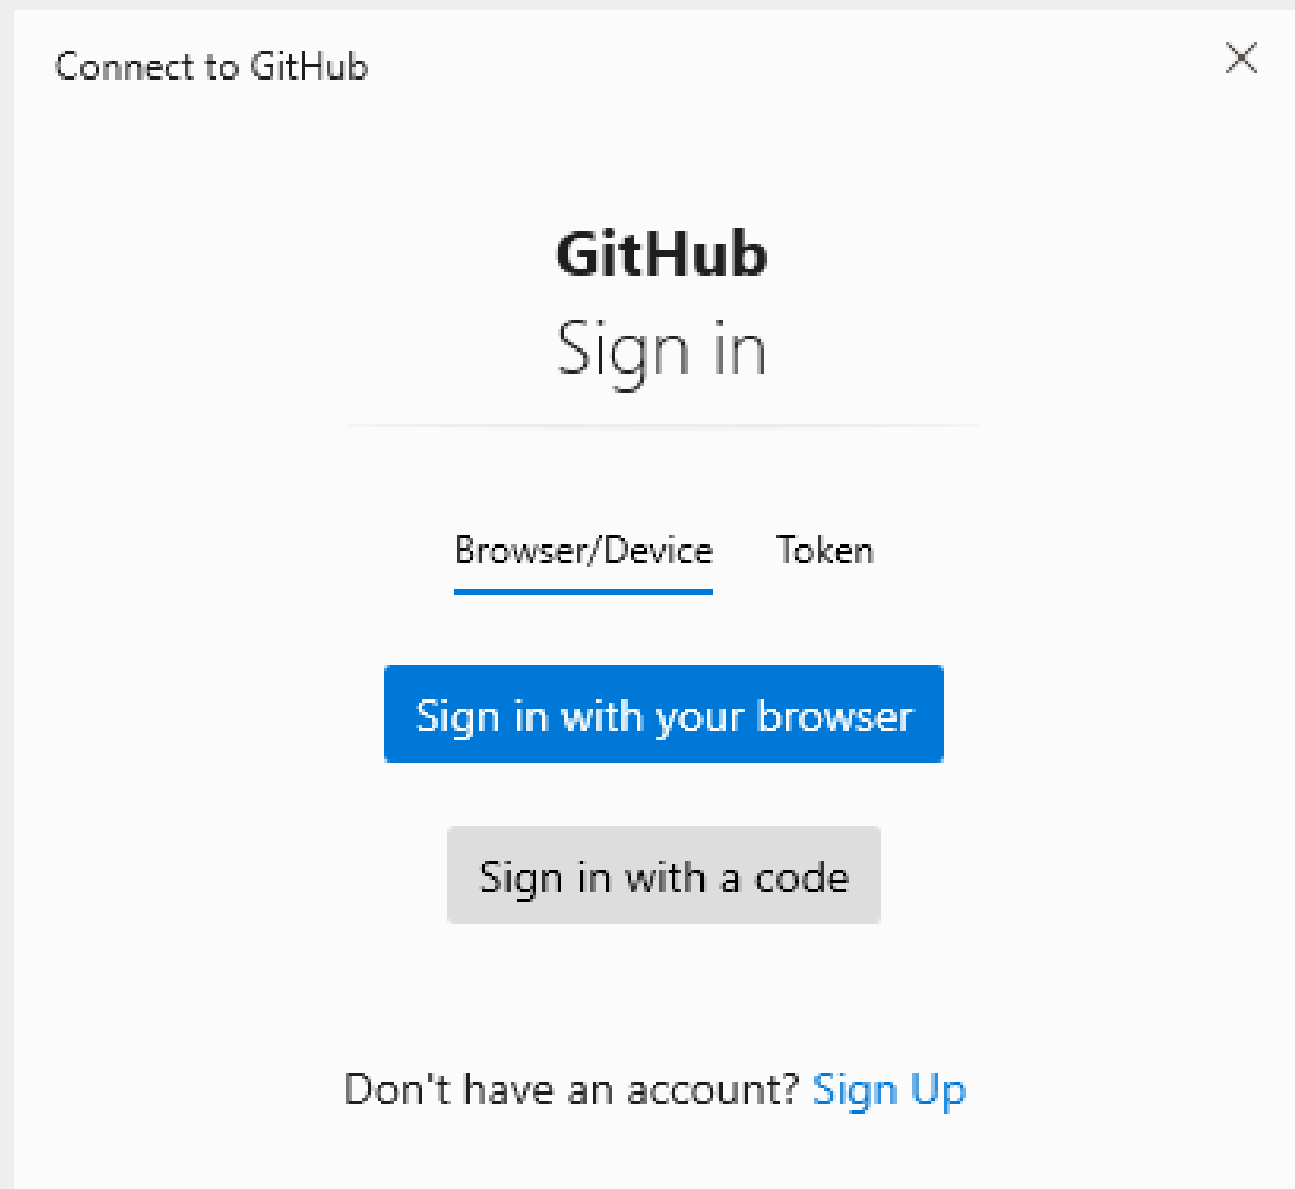 Connect to GitHub
GitHub
Sign in
Browser/Device Token
Sign in with your browser
Sign in with a code
Don't have an account? Sign Up